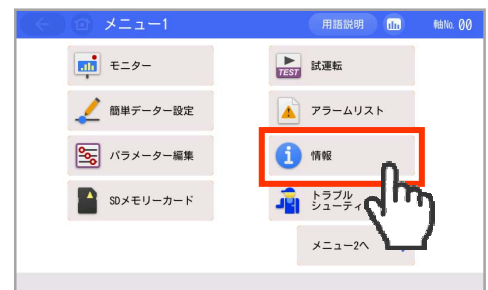 メニュー1
用語説明
軸No. 00
モニター
試運転
TEST
簡単データー設定
アラームリスト
パラメーター編集
情報
SDメモリーカード
トラブル
シューティ
メニュー2へ